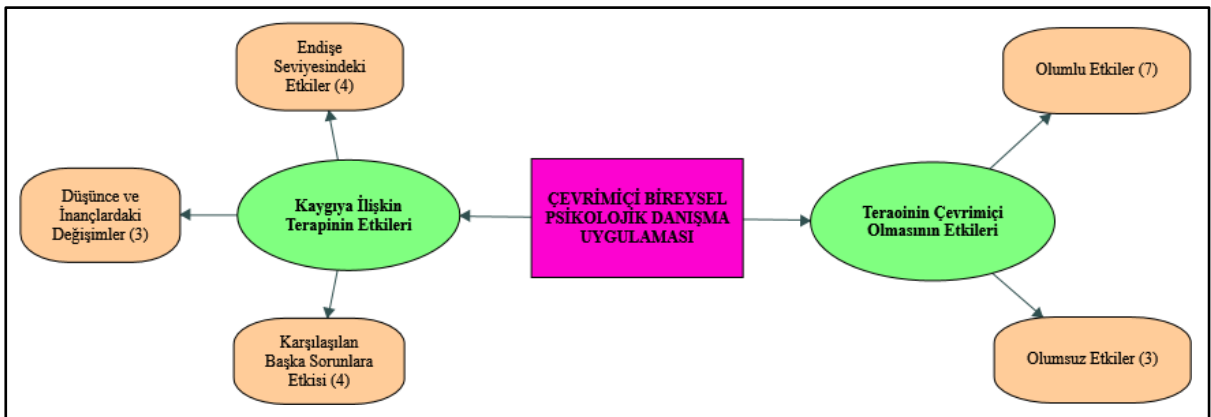 Endişe
Seviyesindeki
Etkiler (4)
Düşünce ve
İnançlardaki
Değişimler (3)
Karşılaşılan
Başka Sorunlara
Etkisi (4)
Kaygıya İlişkin
Terapinin Etkileri
ÇEVRİMİÇİ BİREYSEL
PSİKOLOJİK DANIŞMA
UYGULAMASI
Teraoinin Çevrimiçi
Olmasının Etkileri
Olumlu Etkiler (7)
Olumsuz Etkiler (3)